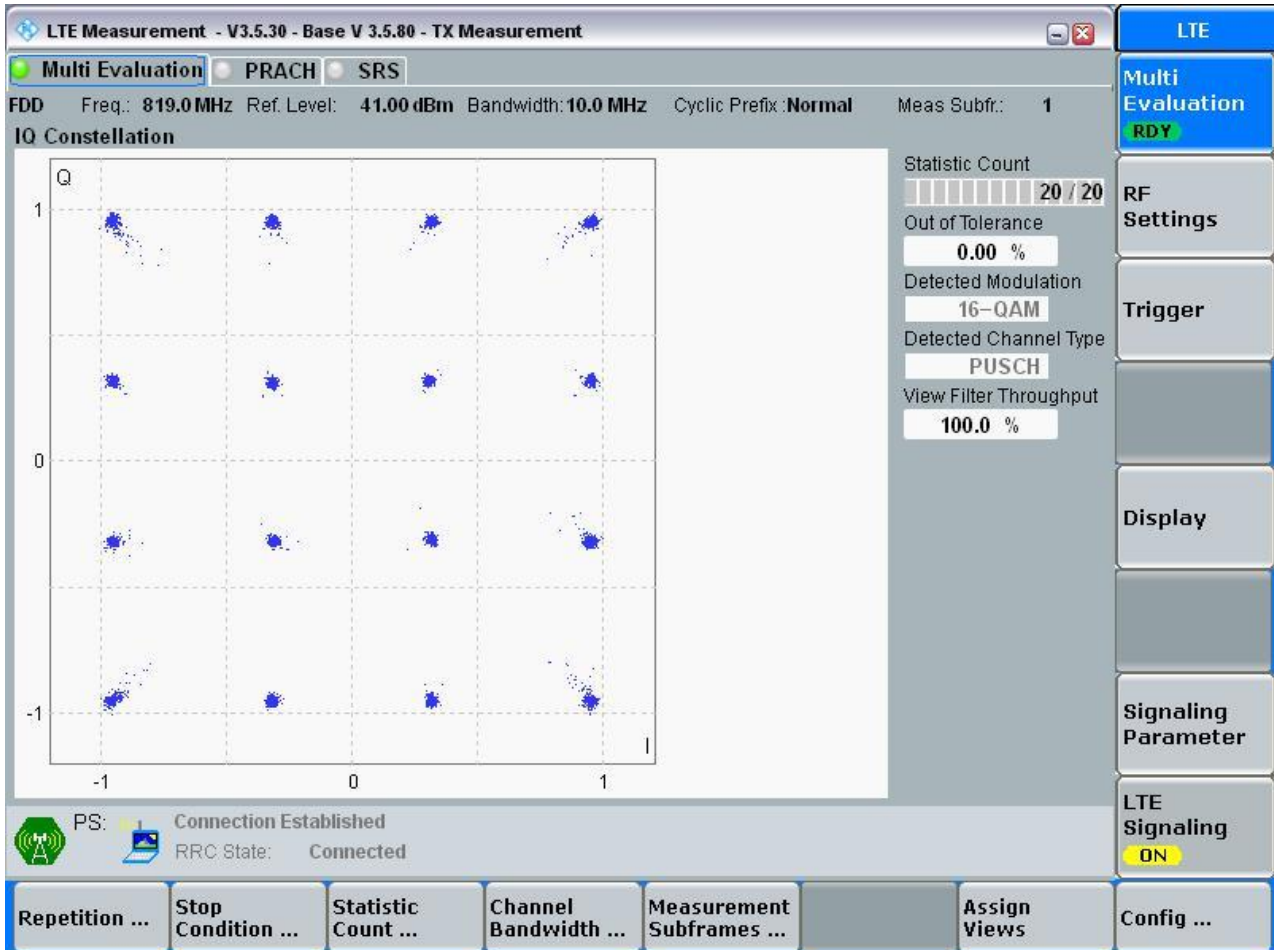 LTE Measurement - V3.5.30 - Base V 3.5.80 - TX Measurement
LTE
Multi Evaluation PRACH SRS
FDD Freq.: 819.0 MHz Ref. Level: 41.00 dBm Bandwidth: 10.0 MHz Cyclic Prefix :Normal Meas Subfr.: 1
IQ Constellation
Q
1
0
-1
I
-1 0 1
Statistic Count
20 / 20
Out of Tolerance
0.00 %
Detected Modulation
16-QAM
Detected Channel Type
PUSCH
View Filter Throughput
100.0 %
Multi
Evaluation
RDY
RF
Settings
Trigger
Display
Signaling
Parameter
LTE
Signaling
ON
PS: Connection Established
RRC State: Connected
Repetition ...
Stop
Condition ...
Statistic
Count ...
Channel
Bandwidth ...
Measurement
Subframes ...
Assign
Views
Config ...